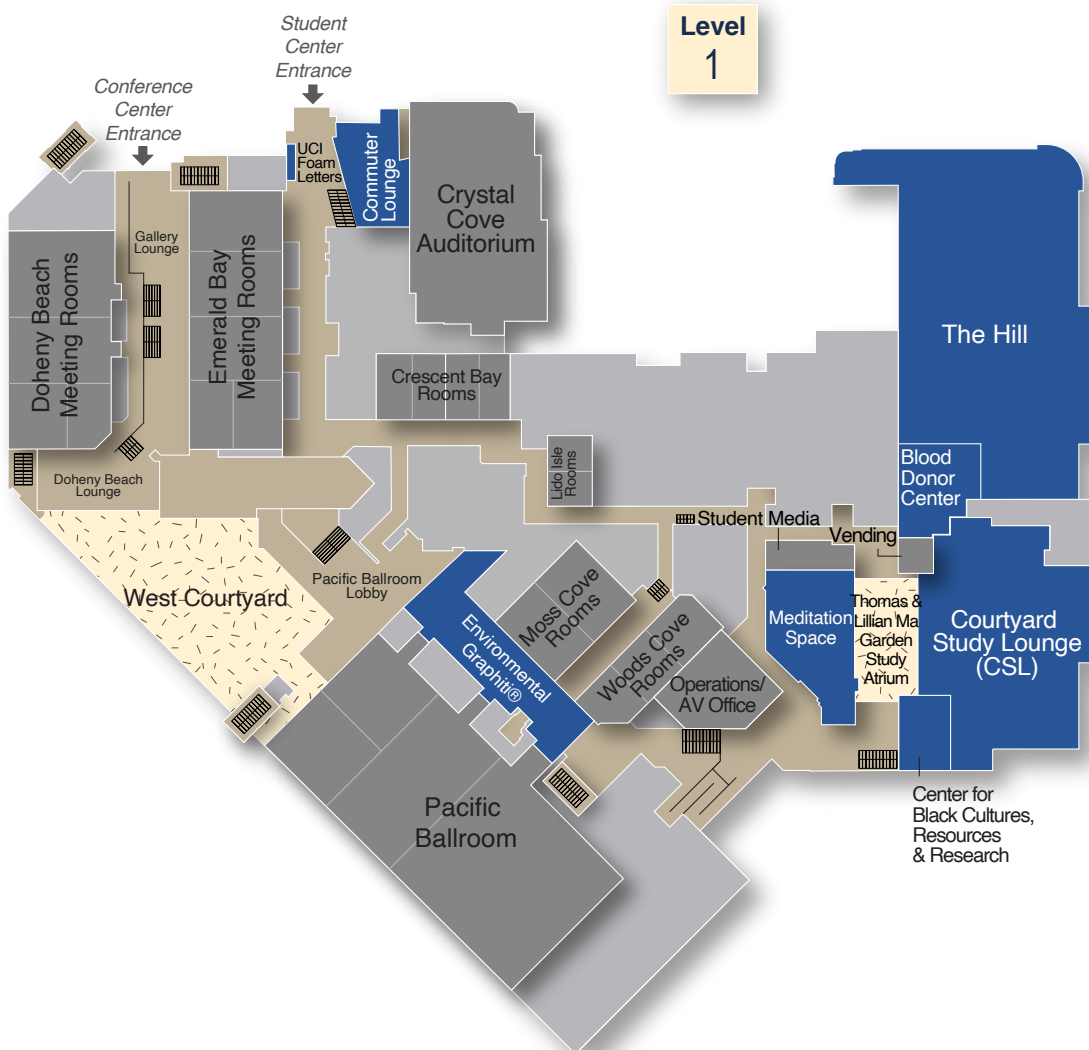 Level
1
Student
Center
Entrance
Conference
Center
Entrance
UCI
Foam
Letters
Commuter
Lounge
Crystal
Cove
Auditorium
Gallery
Lounge
Doheny Beach
Meeting Rooms
Emerald Bay
Meeting Rooms
The Hill
Crescent Bay
Rooms
Lido Isle
Rooms
Blood
Donor
Center
Doheny Beach
Lounge
Student Media
Vending
Pacific Ballroom
Lobby
West Courtyard
Moss Cove
Rooms
Environmental
Graphiti®
Woods Cove
Rooms
Operations/
AV Office
Meditation
Space
Thomas &
Lillian Ma
Garden
Study
Atrium
Courtyard
Study Lounge
(CSL)
Pacific
Ballroom
Center for
Black Cultures,
Resources
& Research